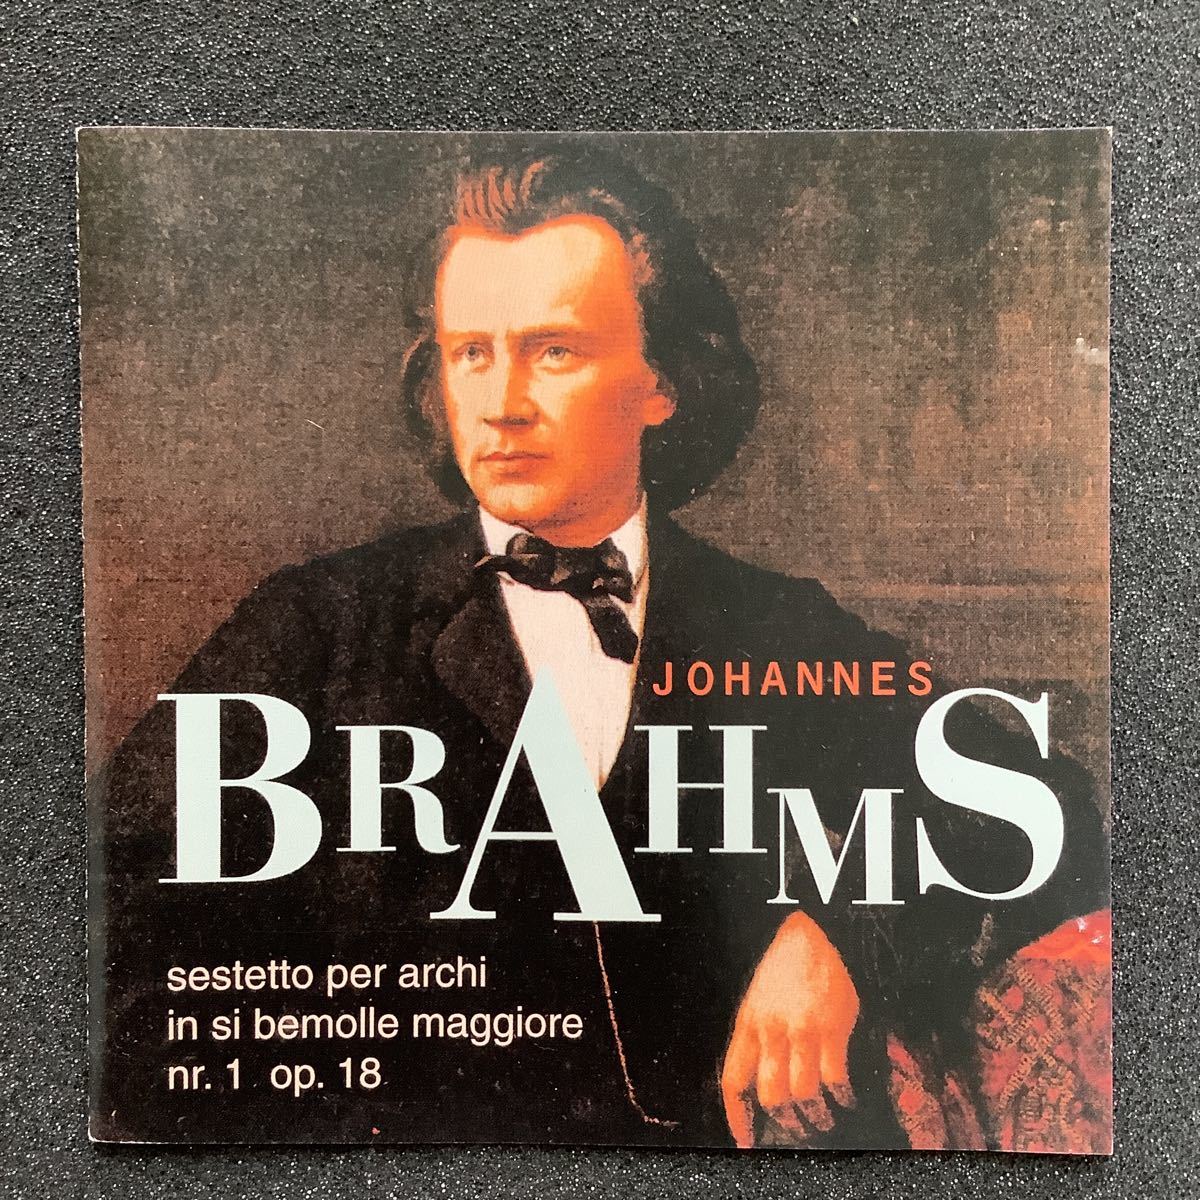 JOHANNES
BRAHMS
sestetto per archi
in si bemolle maggiore
nr. 1 op. 18